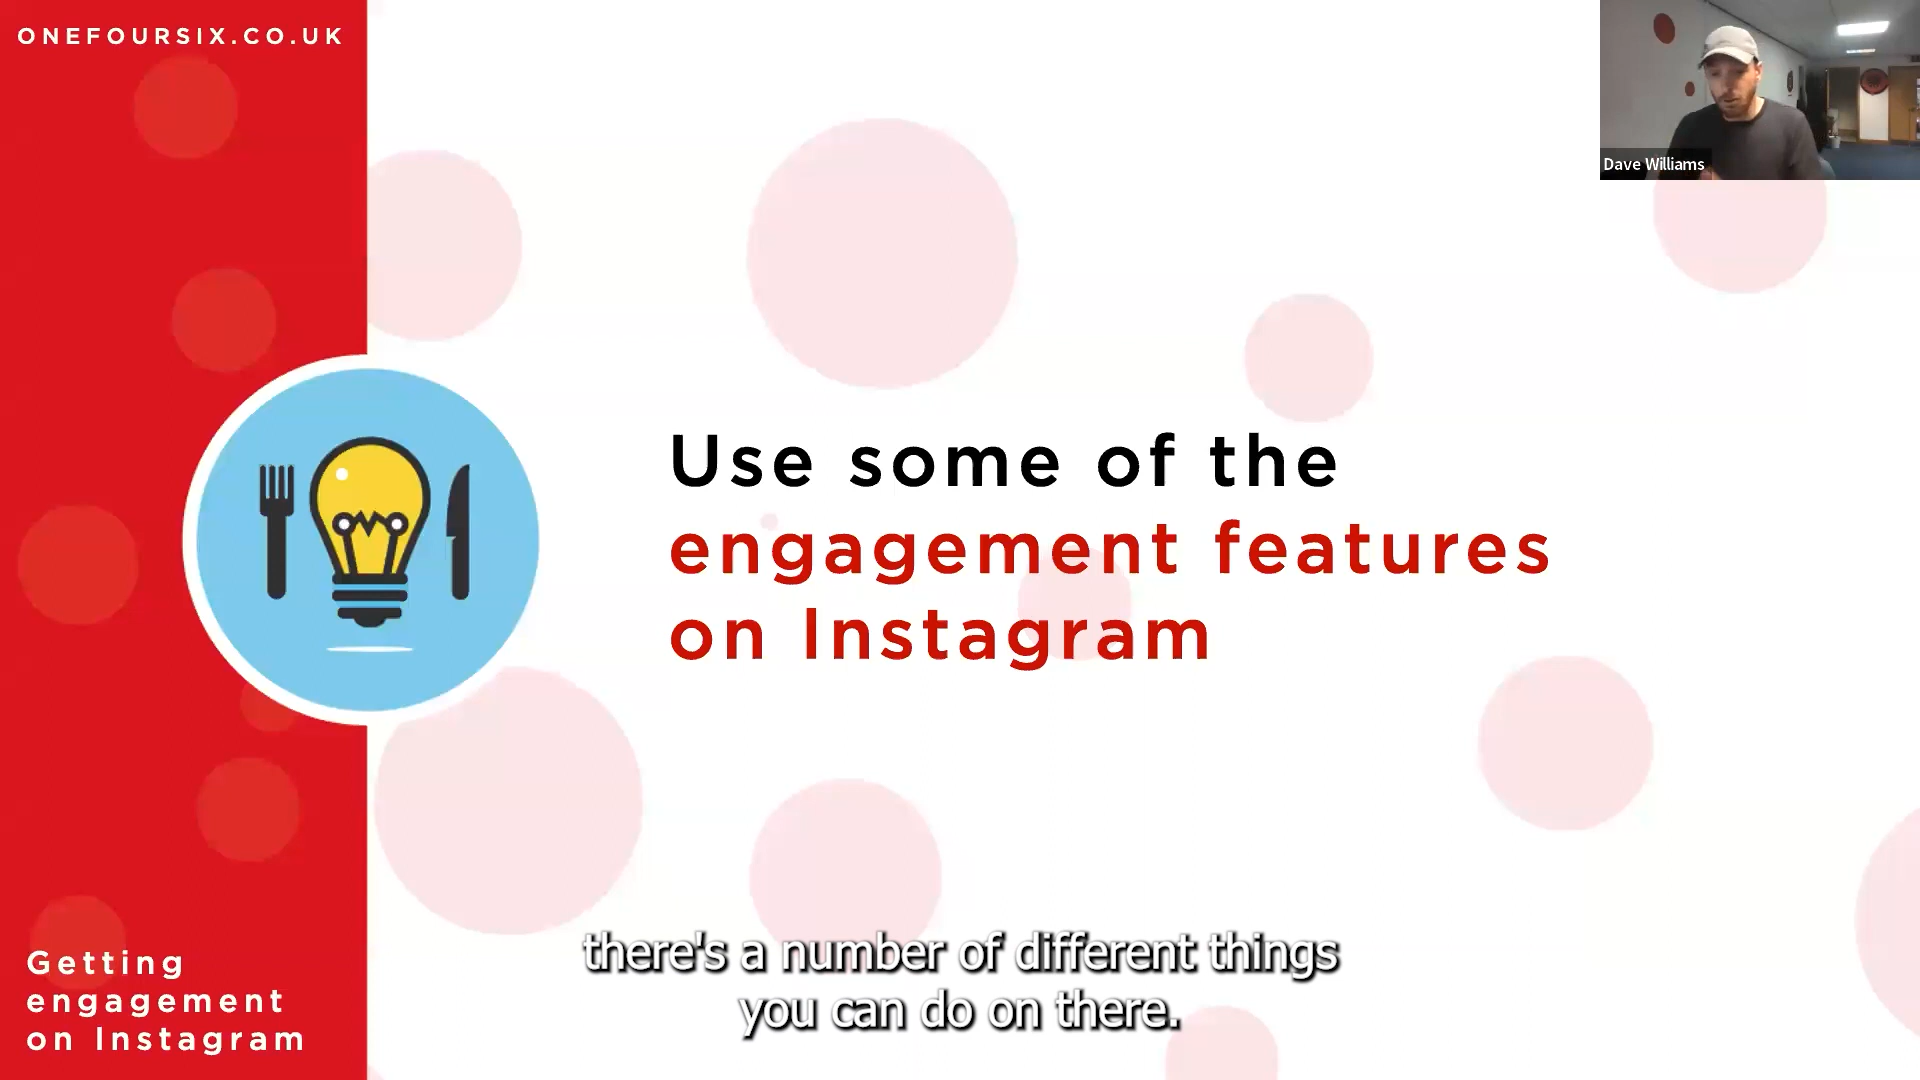 ONEFOURSIX.CO.UK
Dave Williams
Use some of the
engagement features
on Instagram
there's a number of different things
you can do on there.
Getting
engagement
on Instagram